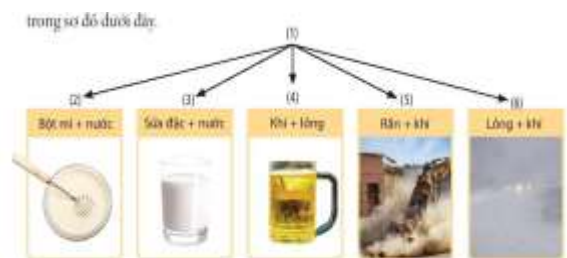 trong sơ đồ dưới đây.
(1)
(2) (3) (4) (5) (6)
Bột mì + nước Sữa đặc + nước Khí + lỏng Rắn + khí Lỏng + khí